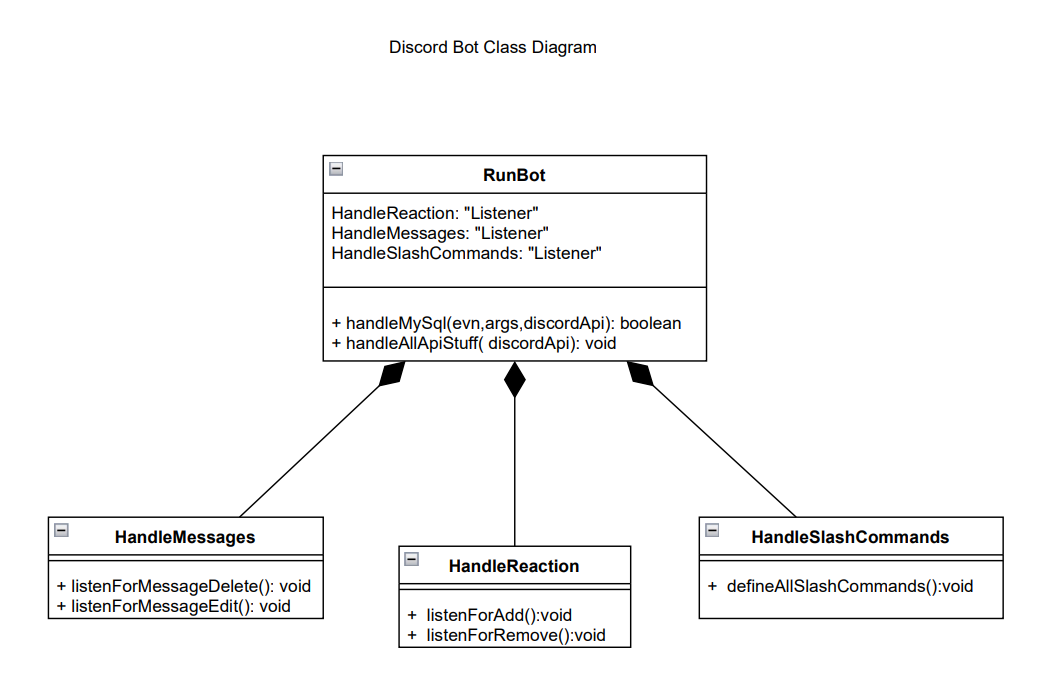 Discord Bot Class Diagram
RunBot
HandleReaction: "Listener"
HandleMessages: "Listener"
HandleSlashCommands: "Listener"
+ handleMySql(evn,args,discordApi): boolean
+ handleAllApiStuff( discordApi): void
HandleMessages
+ listenForMessageDelete(): void
+ listenForMessageEdit(): void
HandleReaction
+ listenForAdd():void
+ listenForRemove():void
HandleSlashCommands
+ defineAllSlashCommands():void